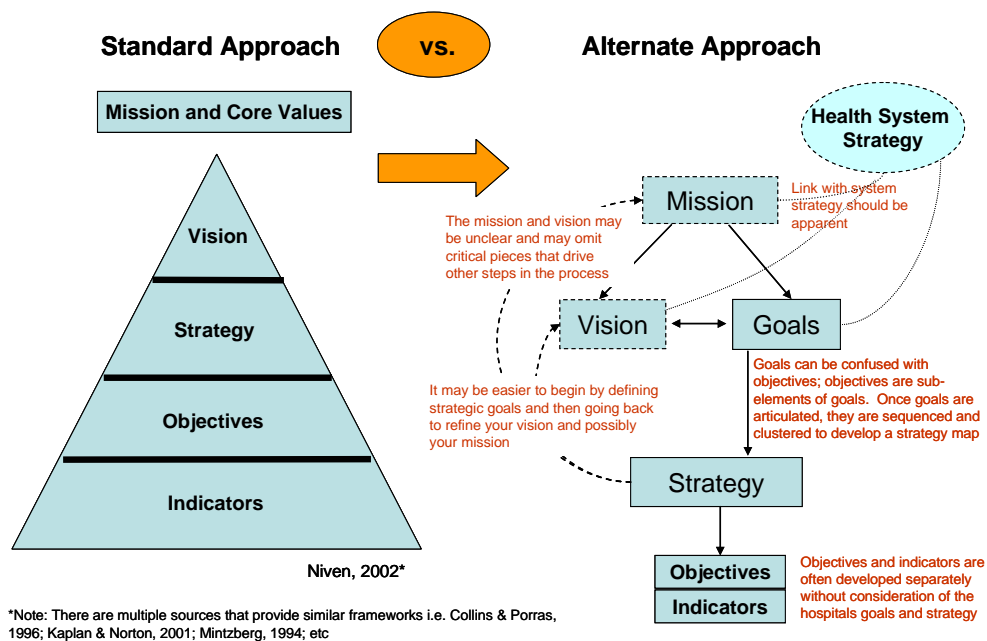 Standard Approach
vs.
Alternate Approach
Mission and Core Values
Vision
Strategy
Objectives
Indicators
Niven, 2002*
*Note: There are multiple sources that provide similar frameworks i.e. Collins & Porras,
1996; Kaplan & Norton, 2001; Mintzberg, 1994; etc
Health System
Strategy
Mission
Link with system
strategy should be
apparent
The mission and vision may
be unclear and may omit
critical pieces that drive
other steps in the process
Vision
Goals
Goals can be confused with
objectives; objectives are sub-
elements of goals. Once goals are
articulated, they are sequenced and
clustered to develop a strategy map
It may be easier to begin by defining
strategic goals and then going back
to refine your vision and possibly
your mission
Strategy
Objectives
Indicators
Objectives and indicators are
often developed separately
without consideration of the
hospitals goals and strategy